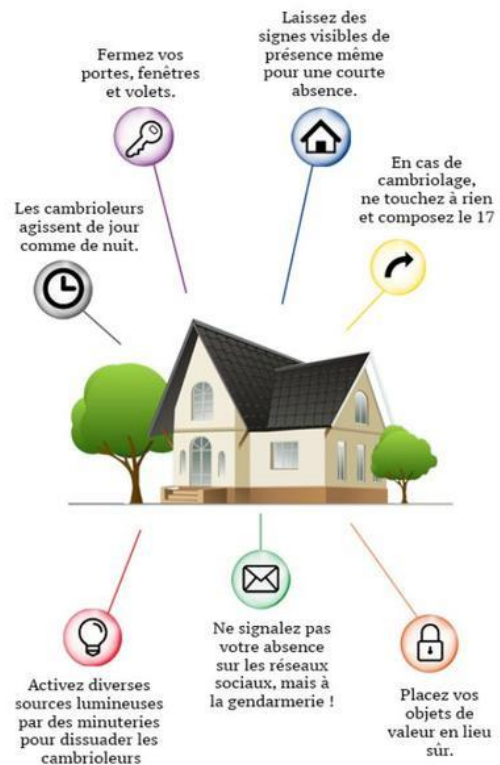 Laissez des
signes visibles de
présence même
pour une courte
absence.
Fermez vos
portes, fenêtres
et volets.
En cas de
cambriolage,
ne touchez à rien
et composez le 17
Les cambrioleurs
agissent de jour
comme de nuit.
Ne signalez pas
votre absence
sur les réseaux
sociaux, mais à
la gendarmerie !
Activez diverses
sources lumineuses
par des minuteries
pour dissuader les
cambrioleurs
Placez vos
objets de
valeur en lieu
sûr.